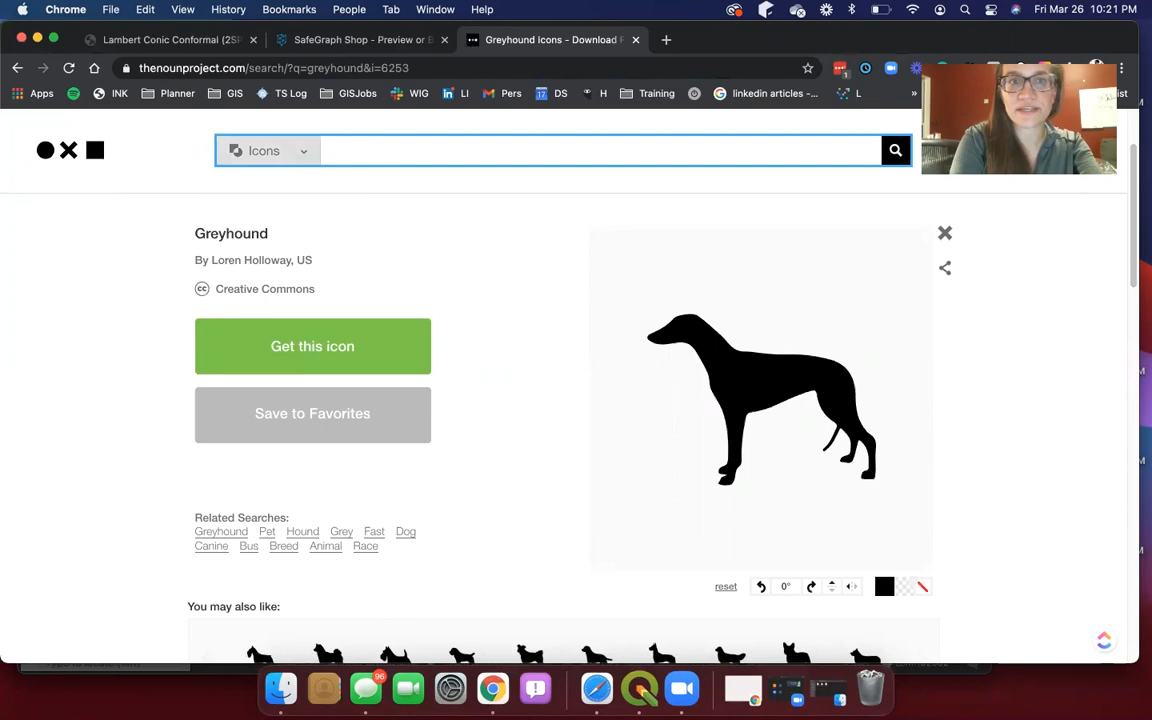 Chrome File Edit View History Bookmarks People Tab Window Help Fri Mar 26 10:21 PM
Lambert Conic Conformal (2SP SafeGraph Shop - Preview or B Greyhound Icons - Download F
thenounproject.com/search/?q=greyhound&i=6253
Apps INK Planner GIS TS Log GISJobs WIG LI Pers DS H Training linkedin articles -... L » list
Icons
Greyhound
By Loren Holloway, US
Creative Commons
Get this icon
Save to Favorites
Related Searches:
Greyhound Pet Hound Grey Fast Dog
Canine Bus Breed Animal Race
reset 0°
You may also like:
96